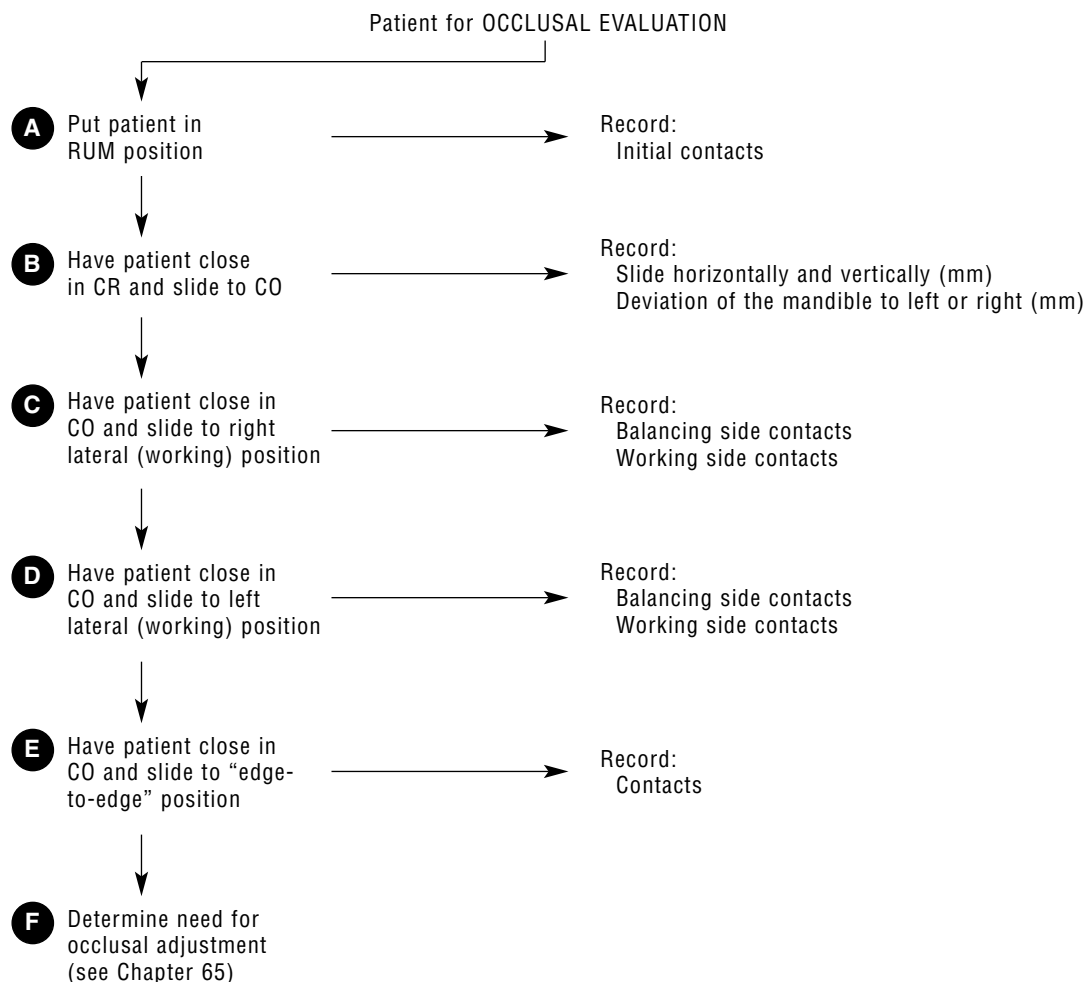 Patient for OCCLUSAL EVALUATION
A
Put patient in
RUM position
Record:
Initial contacts
B
Have patient close
in CR and slide to CO
Record:
Slide horizontally and vertically (mm)
Deviation of the mandible to left or right (mm)
C
Have patient close in
CO and slide to right
lateral (working) position
Record:
Balancing side contacts
Working side contacts
D
Have patient close in
CO and slide to left
lateral (working) position
Record:
Balancing side contacts
Working side contacts
E
Have patient close in
CO and slide to “edge-
to-edge” position
Record:
Contacts
F
Determine need for
occlusal adjustment
(see Chapter 65)